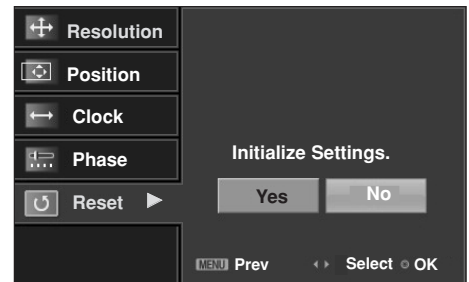 Resolution
Position
Clock
Phase
Reset
Initialize Settings.
Yes No
MENU Prev Select OK